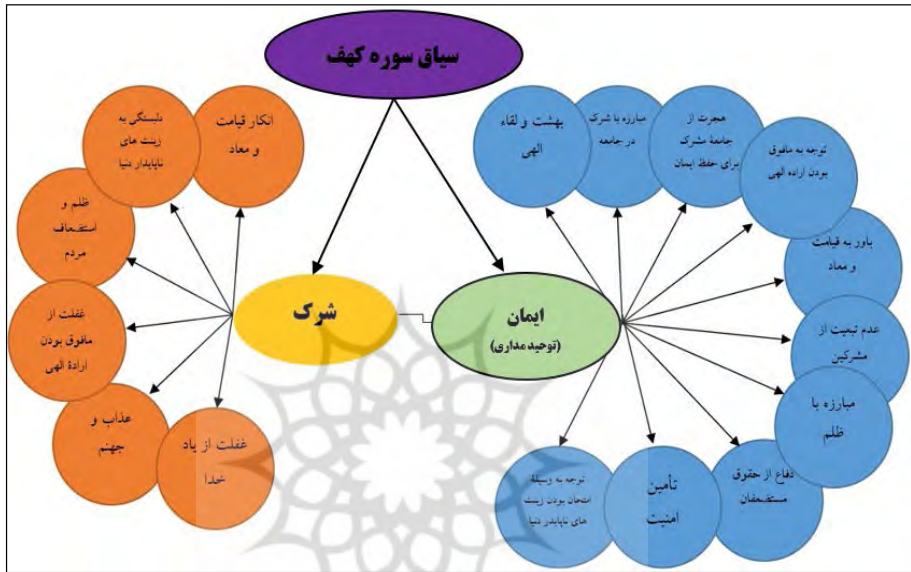 سیاق سوره کهف
بهشت و لقاء
الهی
مبارزه با شرک
در جامعه
هجرت از
جامعهٔ مشرک
برای حفظ ایمان
توجه به مافوق
بودن اراده الهی
باور به قیامت
و معاد
عدم تبعیت از
مشرکین
مبارزه با
ظلم
دفاع از حقوق
مستضعفان
تأمین
امنیت
توجه به وسیلهٔ
امتحان بودن زینت
های ناپایدر دنیا
ایمان
(توحید مداری)
شرک
انکار قیامت
و معاد
دلبستگی به
زینت های
ناپایدار دنیا
ظلم و
استضعاف
مردم
غفلت از
مافوق بودن
ارادهٔ الهی
عذاب و
جهنم
غفلت از یاد
خدا